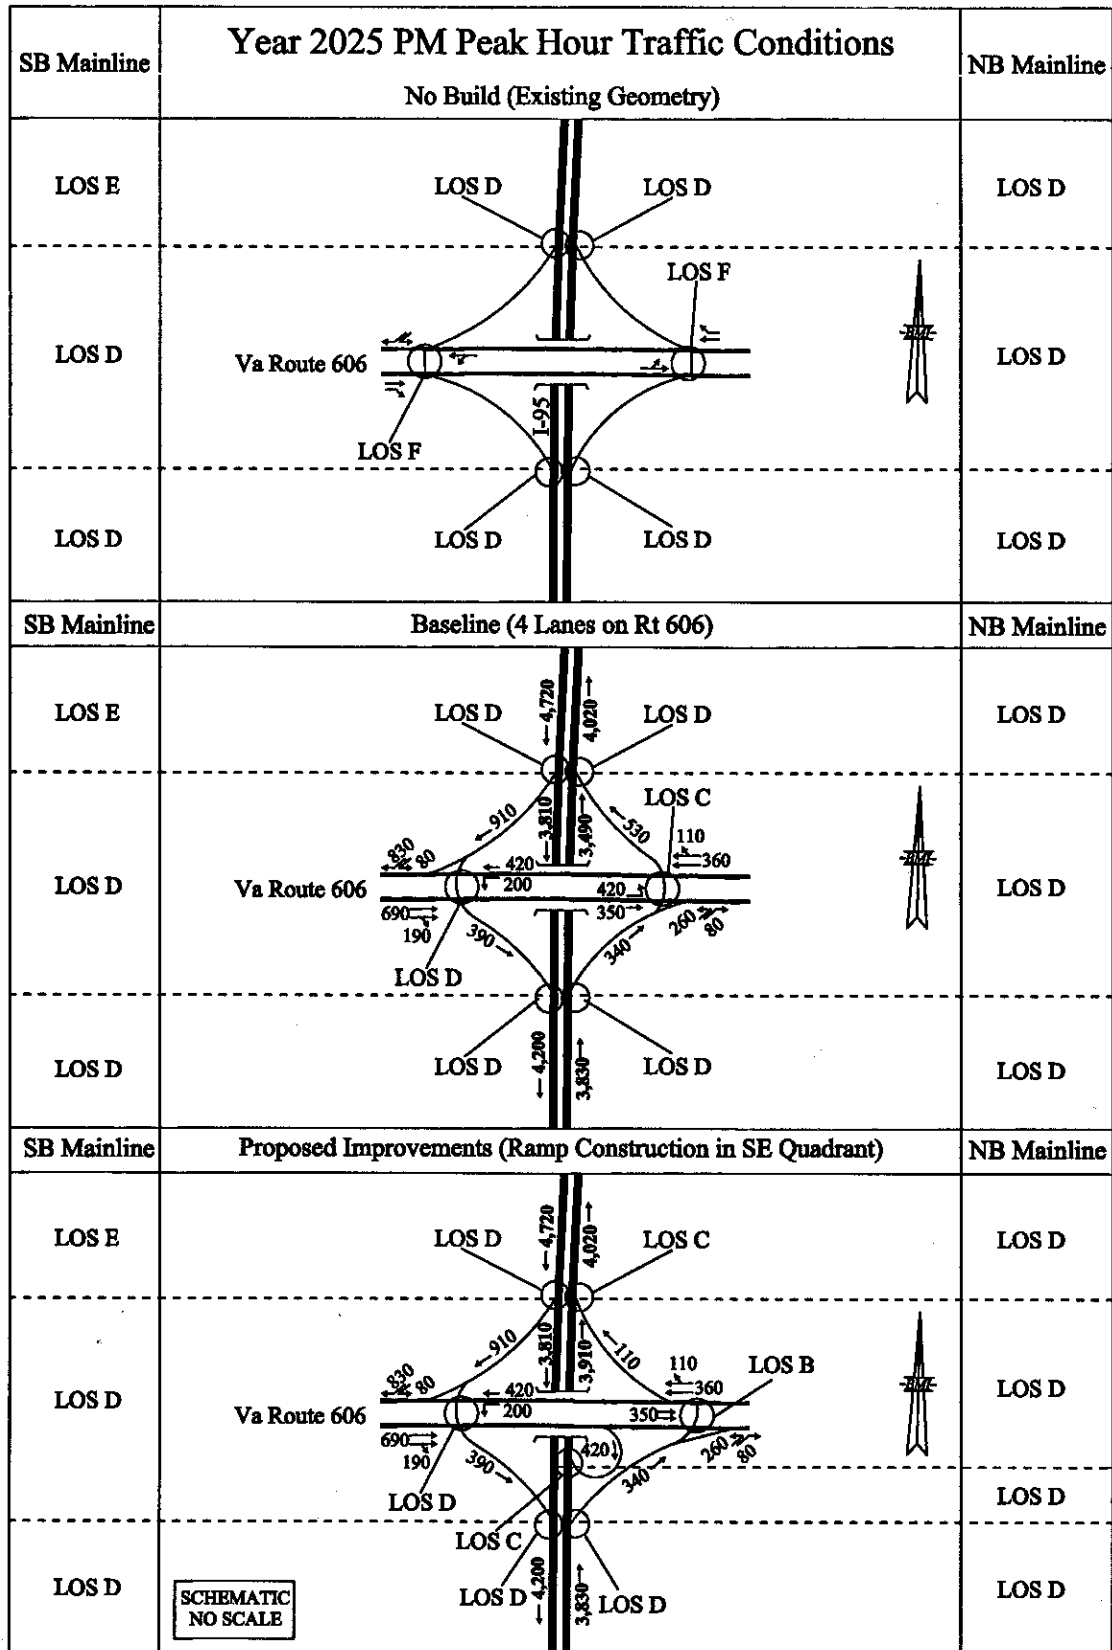 SB Mainline
Year 2025 PM Peak Hour Traffic Conditions
No Build (Existing Geometry)
NB Mainline
LOS E
LOS D
LOS D
LOS D
LOS F
LOS D
Va Route 606
LOS D
I-95
LOS F
LOS D
LOS D
LOS D
LOS D
SB Mainline
Baseline (4 Lanes on Rt 606)
NB Mainline
LOS E
LOS D
4,720
4,020
LOS D
LOS D
LOS C
910
3,810
3,490
530
110
830
80
420
360
LOS D
Va Route 606
200
420
LOS D
690
350
260
80
190
390
340
LOS D
LOS D
4,200
LOS D
3,830
LOS D
LOS D
SB Mainline
Proposed Improvements (Ramp Construction in SE Quadrant)
NB Mainline
LOS E
LOS D
4,720
4,020
LOS C
LOS D
910
3,810
3,910
110
110
LOS B
830
80
420
360
LOS D
Va Route 606
200
350
LOS D
690
420
260
80
190
390
340
LOS D
LOS D
LOS C
LOS D
SCHEMATIC
NO SCALE
LOS D
4,200
3,830
LOS D
LOS D